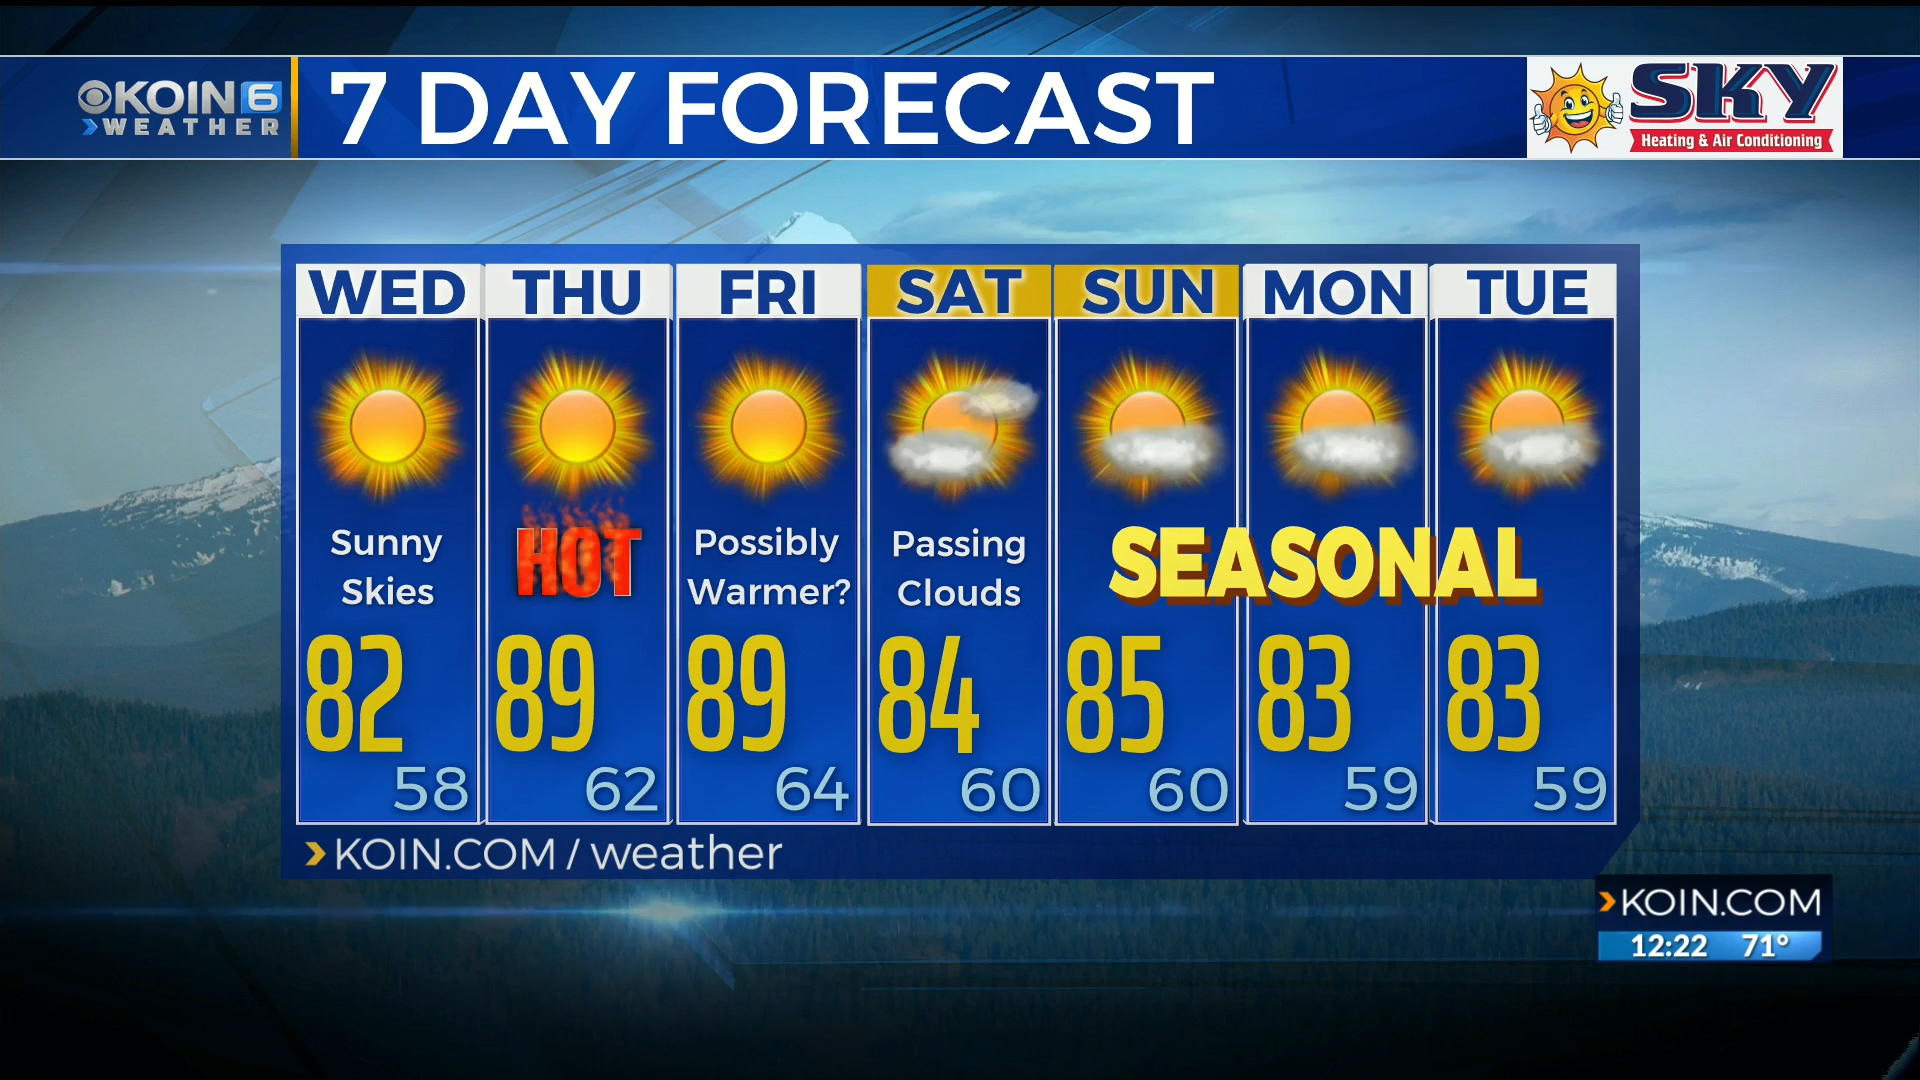 KOIN 6
WEATHER
7 DAY FORECAST
SKY
Heating & Air Conditioning
WED THU FRI SAT SUN MON TUE
Sunny
Skies
HOT
Possibly
Warmer?
Passing
Clouds
SEASONAL
82 89 89 84 85 83 83
58 62 64 60 60 59 59
KOIN.COM / weather
KOIN.COM
12:22 71°